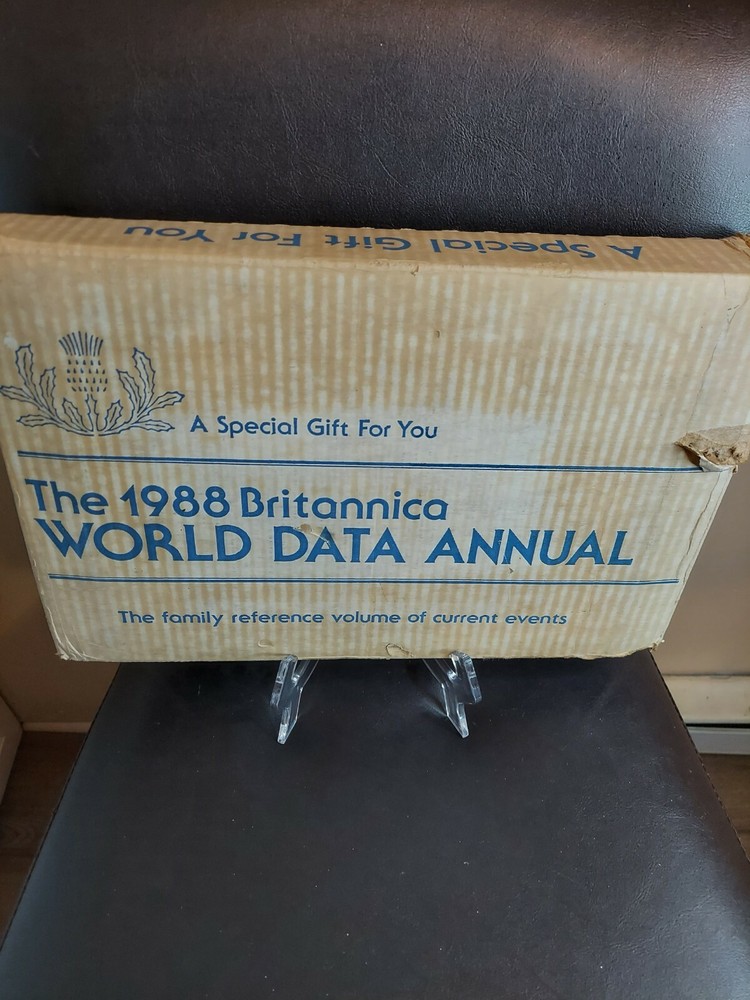 A Special Gift For You
A Special Gift For You
The 1988 Britannica
WORLD DATA ANNUAL
The family reference volume of current events